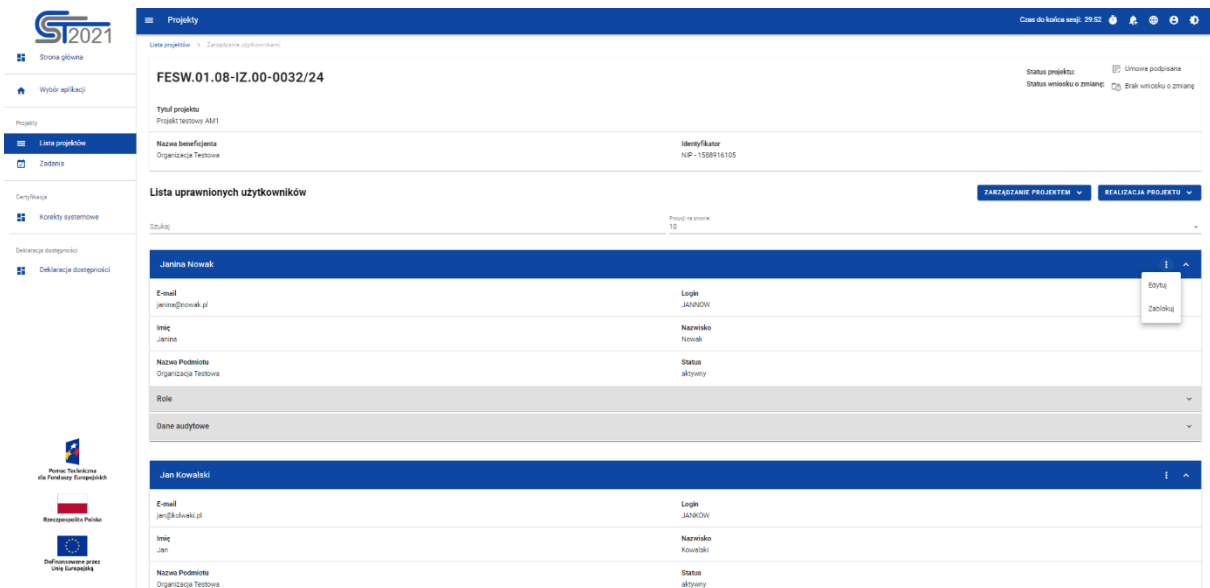 CST2021
Projekty
Czas do końca sesji: 29:52
Lista projektów > Zarządzanie użytkownikami
Strona główna
Wybór aplikacji
Projekty
Lista projektów
Zadania
Certyfikacja
Korekty systemowe
Deklaracja dostępności
Deklaracja dostępności
Pomoc Techniczna
dla Funduszy Europejskich
Rzeczpospolita Polska
Dofinansowane przez
Unię Europejską
FESW.01.08-IZ.00-0032/24
Status projektu: Umowa podpisana
Status wniosku o zmianę: Brak wniosku o zmianę
Tytuł projektu
Projekt testowy AM1
Nazwa beneficjenta Identyfikator
Organizacja Testowa NIP - 1588916105
Lista uprawnionych użytkowników ZARZĄDZANIE PROJEKTEM REALIZACJA PROJEKTU
Pozycji na stronie:
Szukaj 10
Janina Nowak
Edytuj
Zablokuj
E-mail Login
janina@nowak.pl JANNOW
Imię Nazwisko
Janina Nowak
Nazwa Podmiotu Status
Organizacja Testowa aktywny
Role
Dane audytowe
Jan Kowalski
E-mail Login
jan@kolwaki.pl JANKOW
Imię Nazwisko
Jan Kowalski
Nazwa Podmiotu Status
Organizacja Testowa aktywny